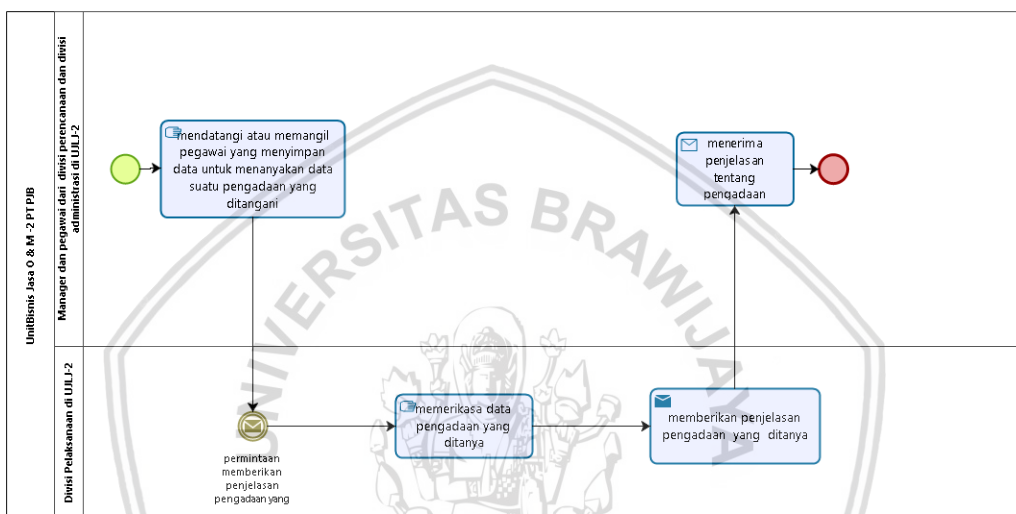 UnitBisnis Jasa O & M -2 PT PJB
Manager dan pegawai dari divisi perencanaan dan divisi
administrasi di UJLJ-2
mendatangi atau memangil
pegawai yang menyimpan
data untuk menanyakan data
suatu pengadaan yang
ditangani
menerima
penjelasan
tentang
pengadaan
UNIVERSITAS BRAWIJAYA
Divisi Pelaksanaan di UJLJ-2
permintaan
memberikan
penjelasan
pengadaan yang
memerikasa data
pengadaan yang
ditanya
memberikan penjelasan
pengadaan yang ditanya